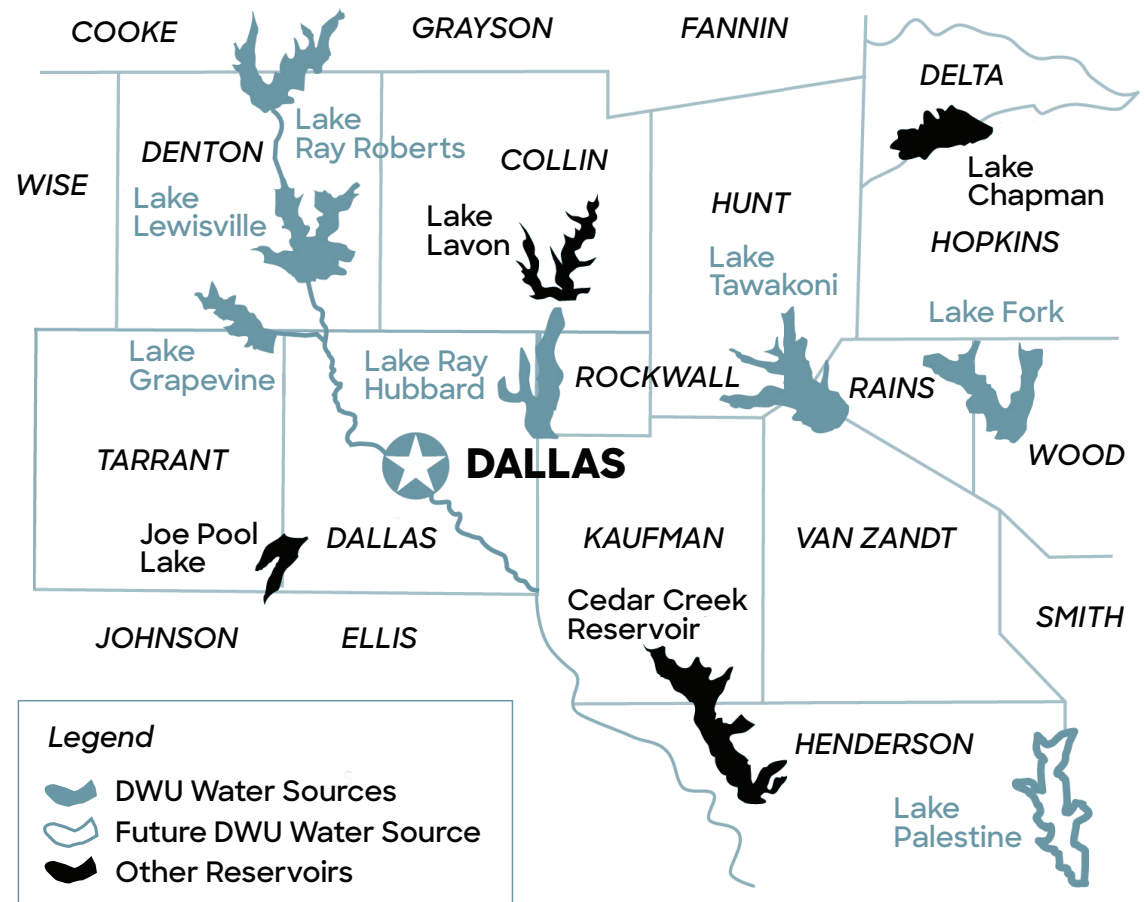 COOKE
GRAYSON
FANNIN
DELTA
Lake
Ray Roberts
DENTON
COLLIN
WISE
Lake
Lewisville
Lake
Chapman
Lake
Lavon
HUNT
HOPKINS
Lake
Tawakoni
Lake Fork
Lake
Grapevine
Lake Ray
Hubbard
ROCKWALL
RAINS
TARRANT
DALLAS
WOOD
Joe Pool
Lake
DALLAS
KAUFMAN
VAN ZANDT
Cedar Creek
Reservoir
SMITH
JOHNSON
ELLIS
HENDERSON
Lake
Palestine
Legend
DWU Water Sources
Future DWU Water Source
Other Reservoirs